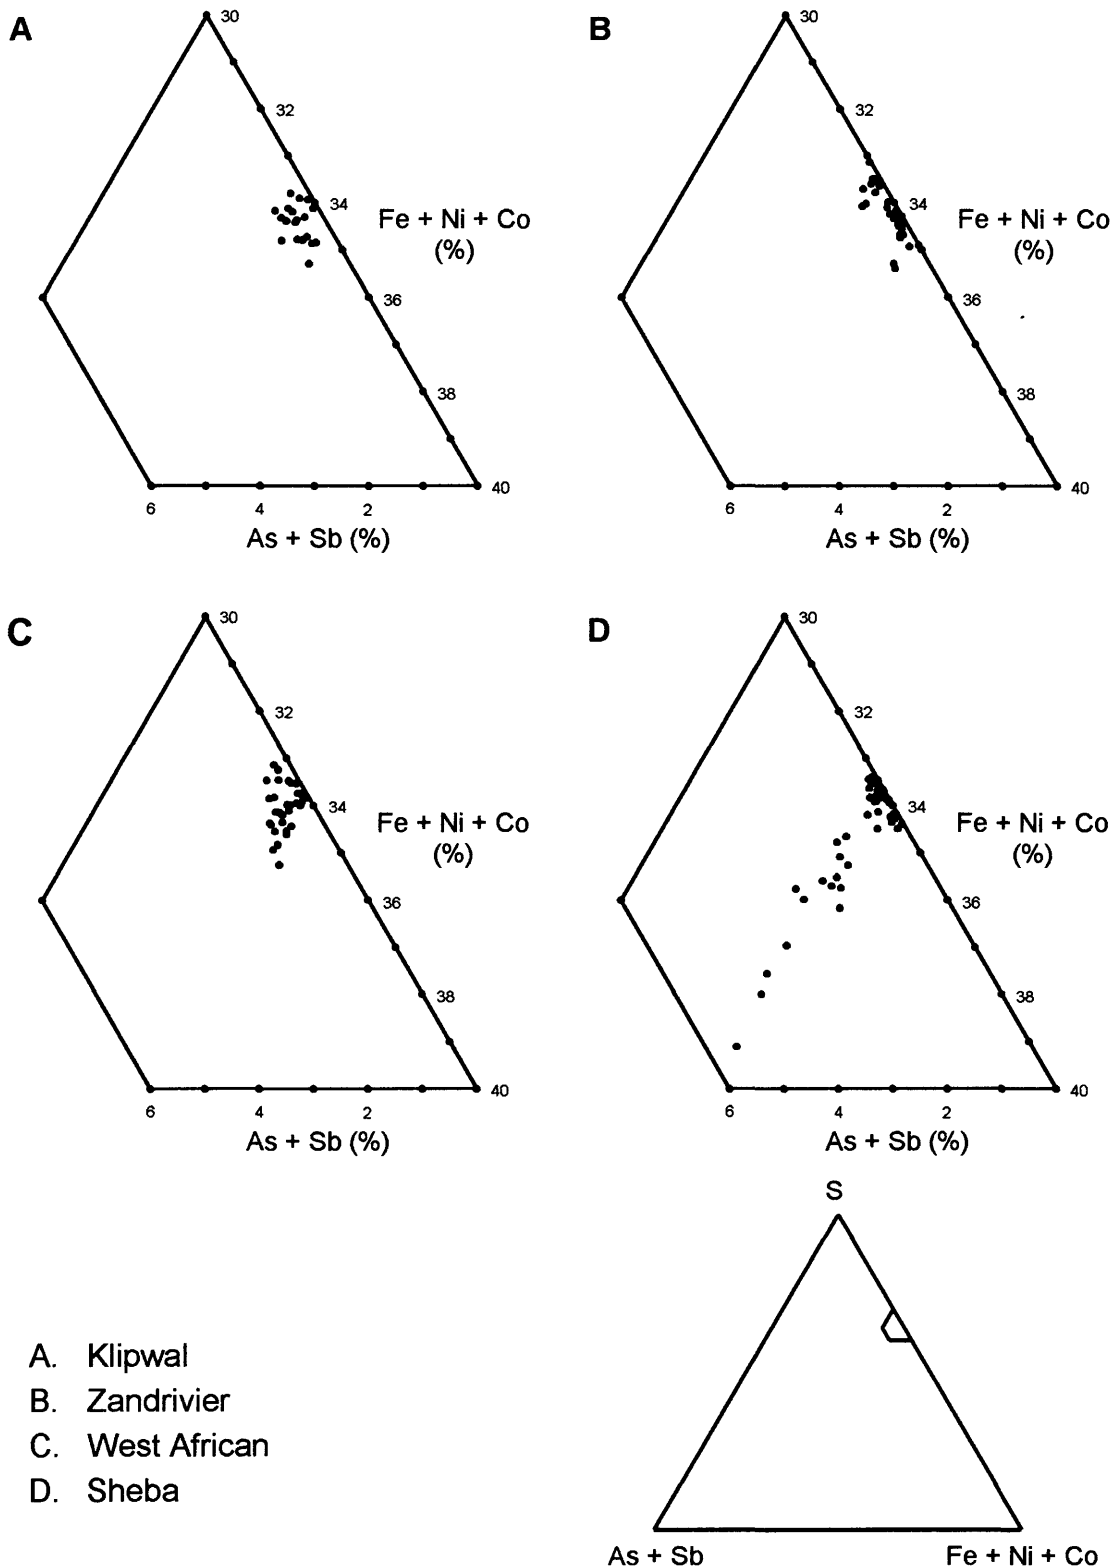 A
30
32
34
Fe + Ni + Co
(%)
36
38
40
6
4
2
As + Sb (%)
B
30
32
34
Fe + Ni + Co
(%)
36
38
40
6
4
2
As + Sb (%)
C
30
32
34
Fe + Ni + Co
(%)
36
38
40
6
4
2
As + Sb (%)
D
30
32
34
Fe + Ni + Co
(%)
36
38
40
6
4
2
As + Sb (%)
S
As + Sb
Fe + Ni + Co
A. Klipwal
B. Zandrivier
C. West African
D. Sheba